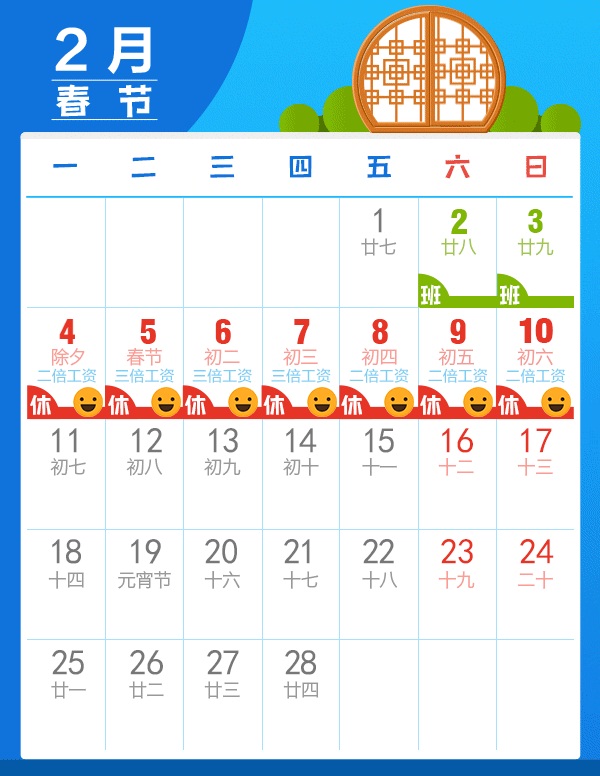 2月
春节
一 二 三 四 五 六 日
1 2 3
廿七 廿八 廿九
班 班
4 5 6 7 8 9 10
除夕 春节 初二 初三 初四 初五 初六
二倍工资 三倍工资 三倍工资 三倍工资 二倍工资 二倍工资 二倍工资
休 休 休 休 休 休 休
11 12 13 14 15 16 17
初七 初八 初九 初十 十一 十二 十三
18 19 20 21 22 23 24
十四 元宵节 十六 十七 十八 十九 二十
25 26 27 28
廿一 廿二 廿三 廿四